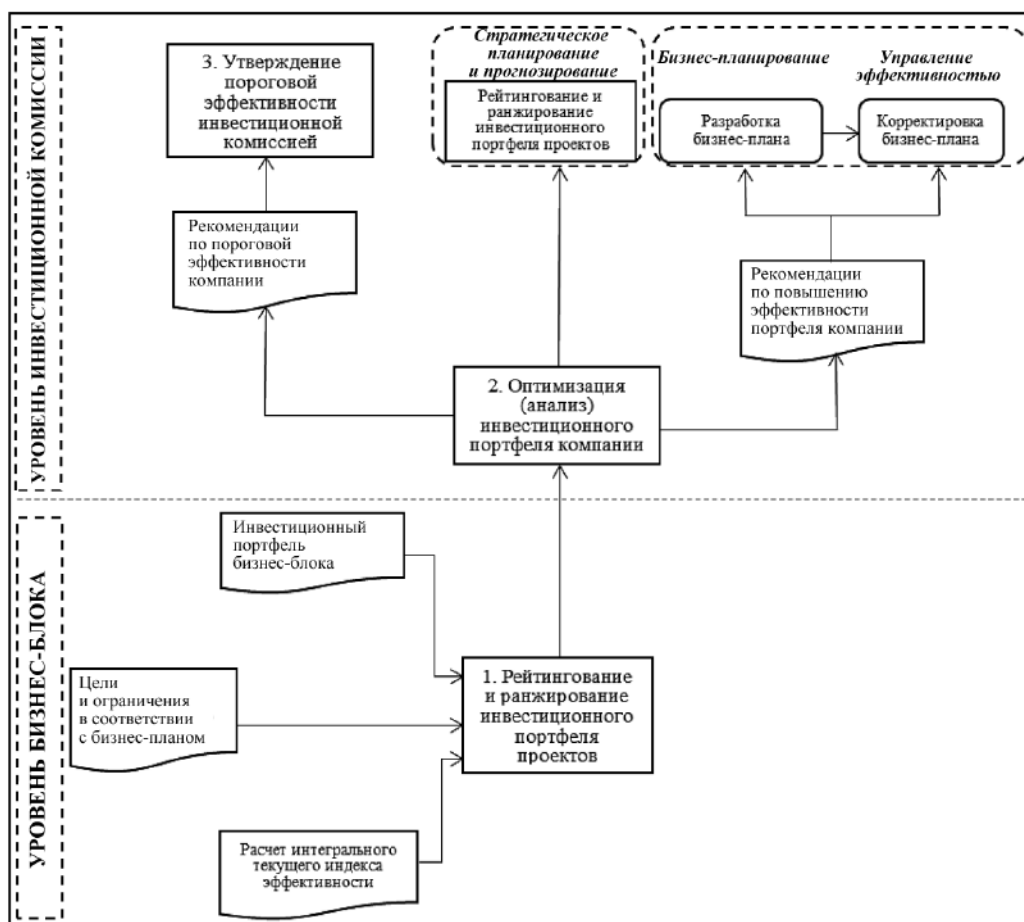 УРОВЕНЬ ИНВЕСТИЦИОННОЙ КОМИССИИ
3. Утверждение
пороговой
эффективности
инвестиционной
комиссией
Стратегическое
планирование
и прогнозирование
Рейтингование и
ранжирование
инвестиционного
портфеля проектов
Бизнес-планирование
Управление
эффективностью
Разработка
бизнес-плана
Корректировка
бизнес-плана
Рекомендации
по пороговой
эффективности
компании
Рекомендации
по повышению
эффективности
портфеля компании
2. Оптимизация
(анализ)
инвестиционного
портфеля компании
УРОВЕНЬ БИЗНЕС-БЛОКА
Инвестиционный
портфель
бизнес-блока
Цели
и ограничения
в соответствии
с бизнес-планом
1. Рейтингование
и ранжирование
инвестиционного
портфеля
проектов
Расчет интегрального
текущего индекса
эффективности